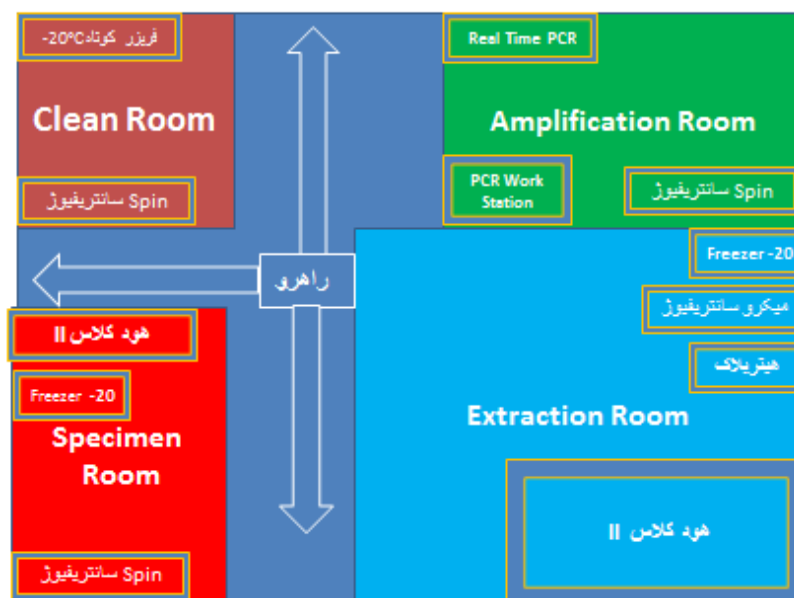 فریزر کوتاه -20°C
Clean Room
سانتریفیوژ Spin
Real Time PCR
Amplification Room
PCR Work
Station
سانتریفیوژ Spin
راهرو
هود کلاس II
Freezer -20
Specimen
Room
سانتریفیوژ Spin
Freezer -20
میکرو سانتریفیوژ
هیتربلاک
Extraction Room
هود کلاس II